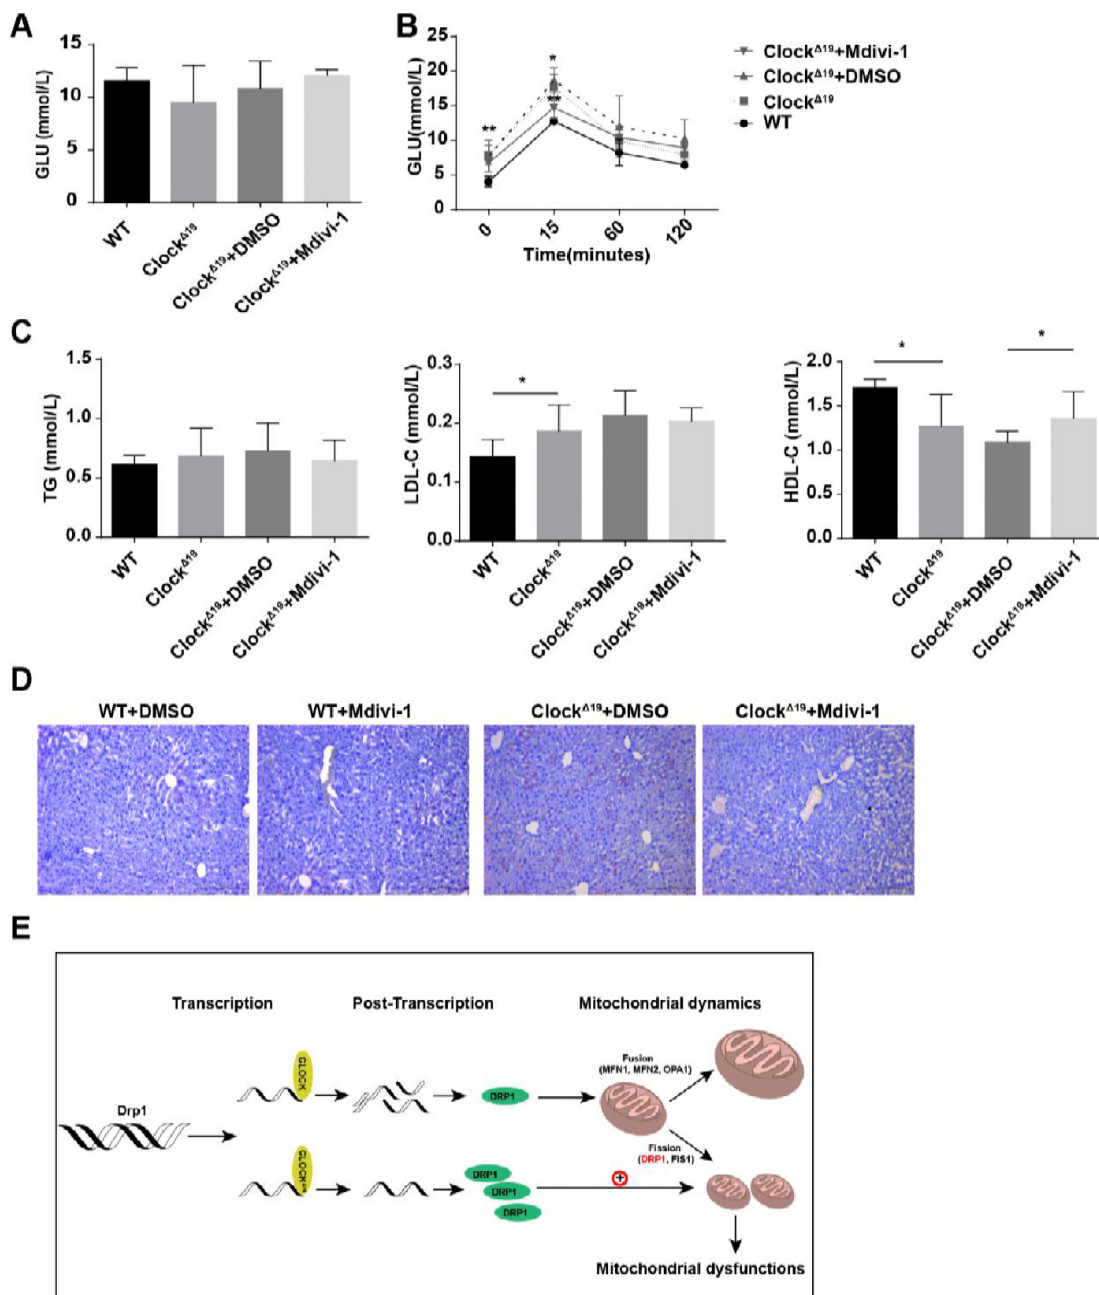 A
GLU (mmol/L)
15
10
5
0
WT
Clock^Δ19
Clock^Δ19+DMSO
Clock^Δ19+Mdivi-1
B
GLU(mmol/L)
25
20
15
10
5
0
**
*
**
0
15
60
120
Time(minutes)
Clock^Δ19+Mdivi-1
Clock^Δ19+DMSO
Clock^Δ19
WT
C
TG (mmol/L)
1.5
1.0
0.5
0.0
WT
Clock^Δ19
Clock^Δ19+DMSO
Clock^Δ19+Mdivi-1
LDL-C (mmol/L)
0.3
0.2
0.1
0.0
*
WT
Clock^Δ19
Clock^Δ19+DMSO
Clock^Δ19+Mdivi-1
HDL-C (mmol/L)
2.0
1.5
1.0
0.5
0.0
*
*
WT
Clock^Δ19
Clock^Δ19+DMSO
Clock^Δ19+Mdivi-1
D
WT+DMSO
WT+Mdivi-1
Clock^Δ19+DMSO
Clock^Δ19+Mdivi-1
E
Transcription
Post-Transcription
Mitochondrial dynamics
Drp1
CLOCK
DRP1
Fusion
(MFN1, MFN2, OPA1)
CLOCK^Δ19
DRP1
DRP1
DRP1
+
Fission
(DRP1, FIS1)
Mitochondrial dysfunctions